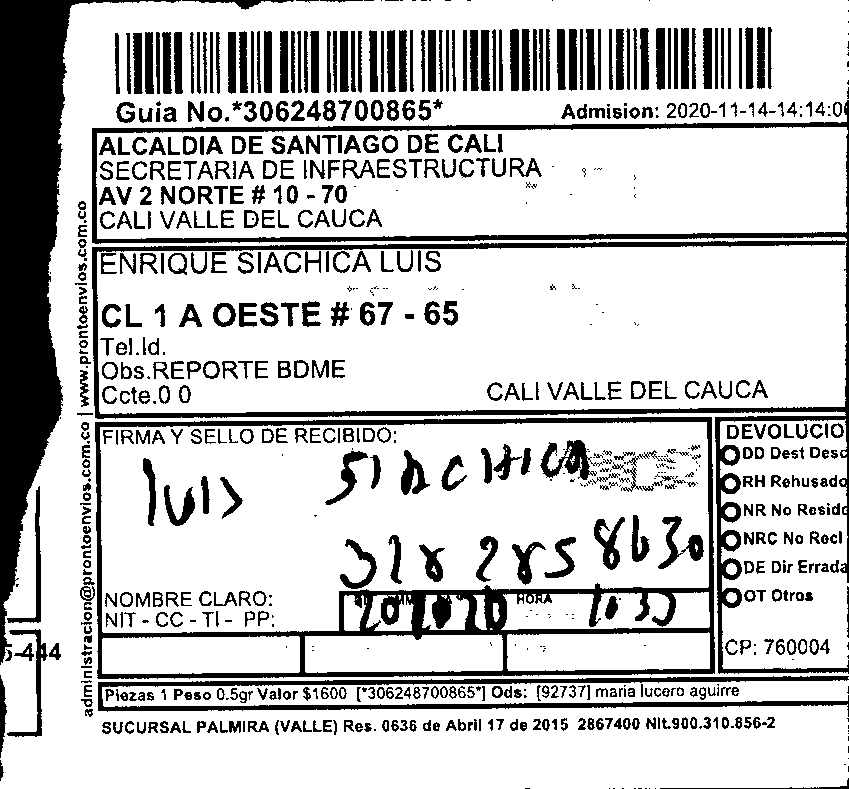 Guia No.*306248700865*
Admision: 2020-11-14-14:14:0
ALCALDIA DE SANTIAGO DE CALI
SECRETARIA DE INFRAESTRUCTURA
AV 2 NORTE # 10 - 70
CALI VALLE DEL CAUCA
ENRIQUE SIACHICA LUIS
CL 1 A OESTE # 67 - 65
Tel.Id.
Obs.REPORTE BDME
Ccte.0 0
CALI VALLE DEL CAUCA
administracion@prontoenvios.com.co | www.prontoenvios.com.co
FIRMA Y SELLO DE RECIBIDO:
luis SIACHICA
318 285 8630
NOMBRE CLARO:
NIT - CC - TI - PP:
HORA
DEVOLUCIO
DD Dest Desc
RH Rehusado
NR No Reside
NRC No Recl
DE Dir Errada
OT Otros
CP: 760004
5-444
Piezas 1 Peso 0.5gr Valor $1600 [*306248700865*] Ods: [92737] maria lucero aguirre
SUCURSAL PALMIRA (VALLE) Res. 0636 de Abril 17 de 2015 2867400 Nit.900.310.856-2